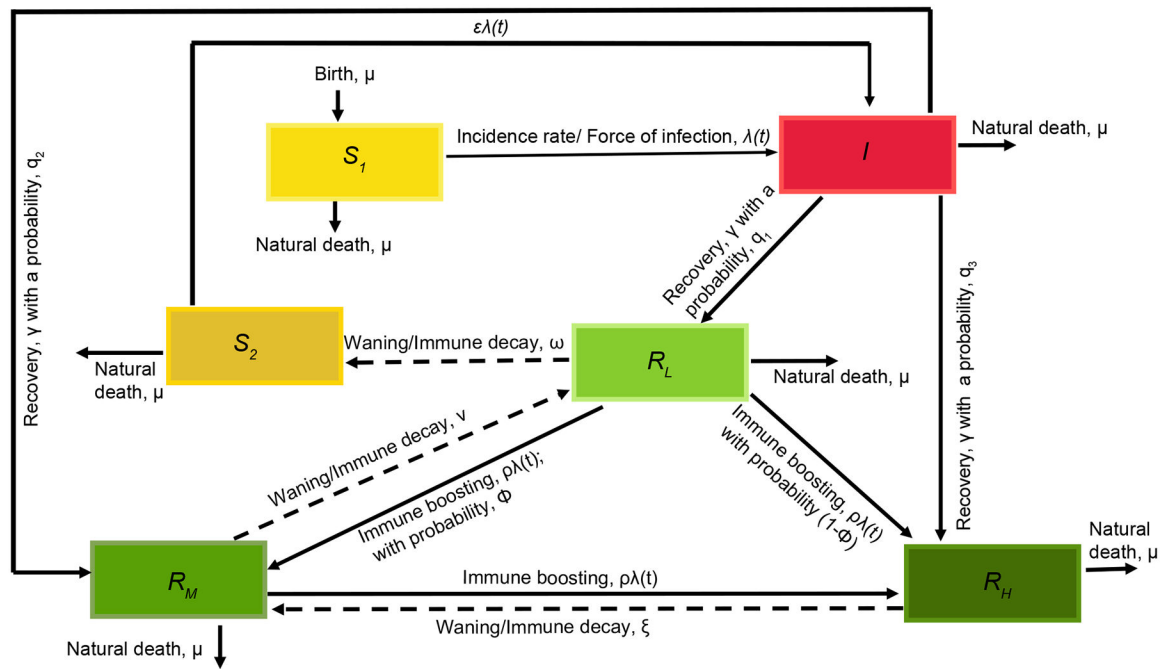 ελ(t)
Birth, μ
S1
Incidence rate/ Force of infection, λ(t)
I
Natural death, μ
Natural death, μ
Recovery, γ with a probability, q2
Recovery, γ with a
probability, q1
Recovery, γ with a probability, q3
S2
Waning/Immune decay, ω
RL
Natural
death, μ
Natural death, μ
Waning/Immune decay, ν
Immune boosting, ρλ(t);
with probability, Φ
Immune boosting, ρλ(t)
with probability (1-Φ)
Natural
death, μ
RM
Immune boosting, ρλ(t)
RH
Waning/Immune decay, ξ
Natural death, μ